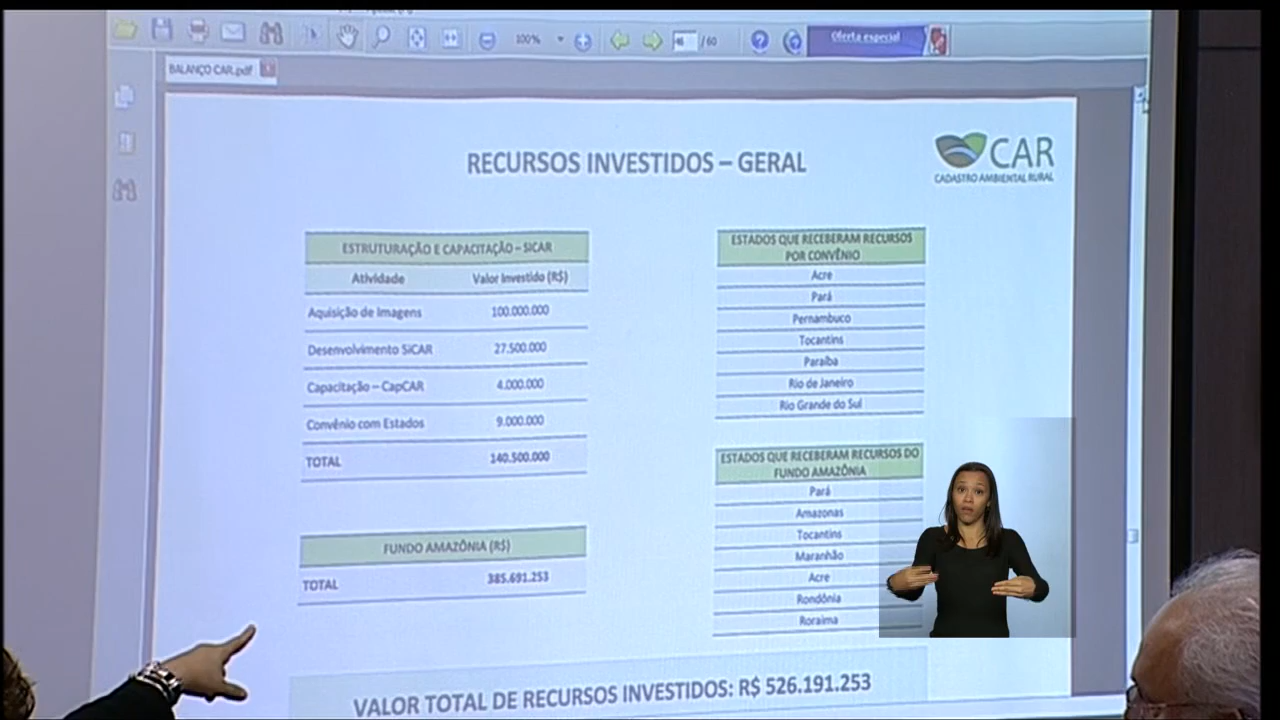 100%
/ 60
Oferta especial
BALANÇO CAR.pdf
RECURSOS INVESTIDOS – GERAL
CAR
CADASTRO AMBIENTAL RURAL
ESTRUTURAÇÃO E CAPACITAÇÃO – SICAR
Atividade Valor Investido (R$)
Aquisição de Imagens 100.000.000
Desenvolvimento SiCAR 27.500.000
Capacitação – CapCAR 4.000.000
Convênio com Estados 9.000.000
TOTAL 140.500.000
FUNDO AMAZÔNIA (R$)
TOTAL 385.691.253
ESTADOS QUE RECEBERAM RECURSOS
POR CONVÊNIO
Acre
Pará
Pernambuco
Tocantins
Paraíba
Rio de Janeiro
Rio Grande do Sul
ESTADOS QUE RECEBERAM RECURSOS DO
FUNDO AMAZÔNIA
Pará
Amazonas
Tocantins
Maranhão
Acre
Rondônia
Roraima
VALOR TOTAL DE RECURSOS INVESTIDOS: R$ 526.191.253